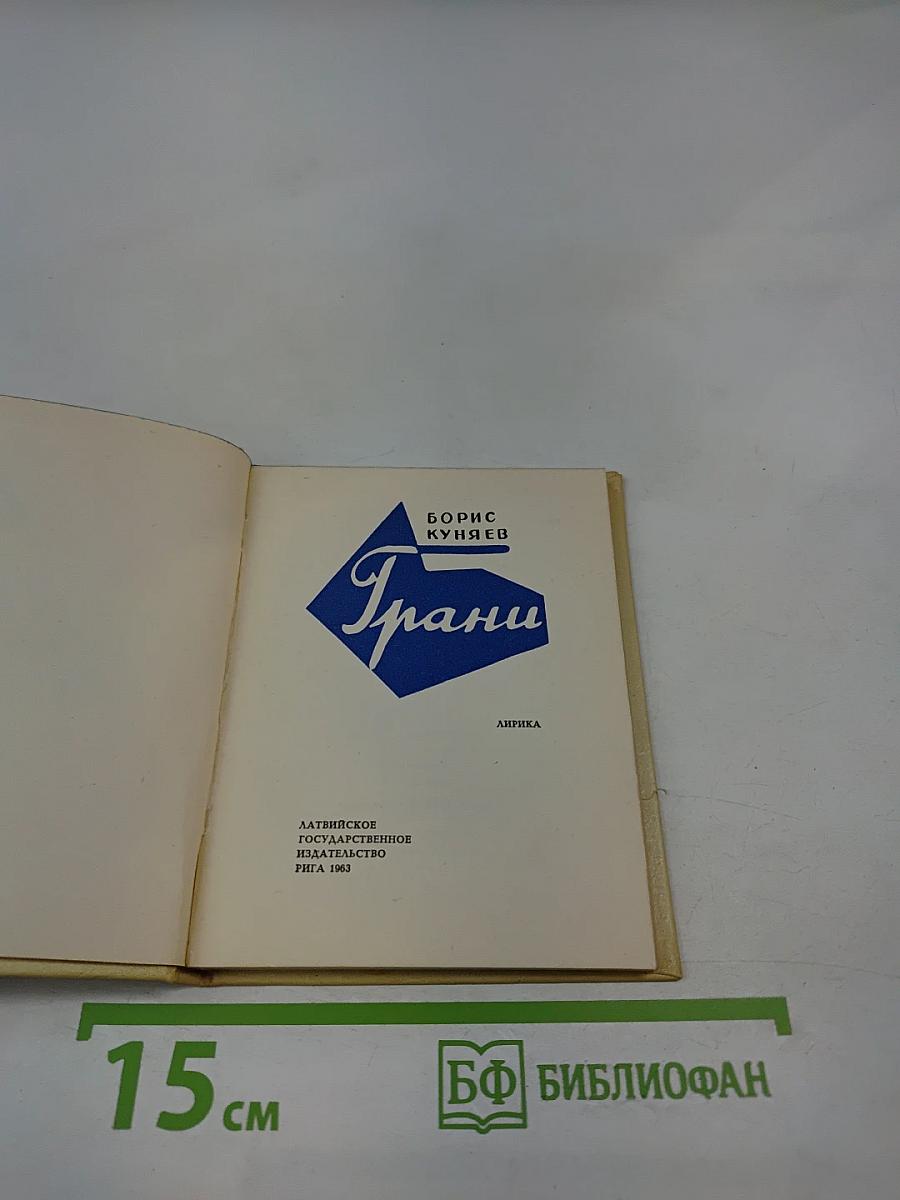 БОРИС
КУНЯЕВ
Грани
ЛИРИКА
ЛАТВИЙСКОЕ
ГОСУДАРСТВЕННОЕ
ИЗДАТЕЛЬСТВО
РИГА 1963
15 см
БФ БИБЛИОФАН